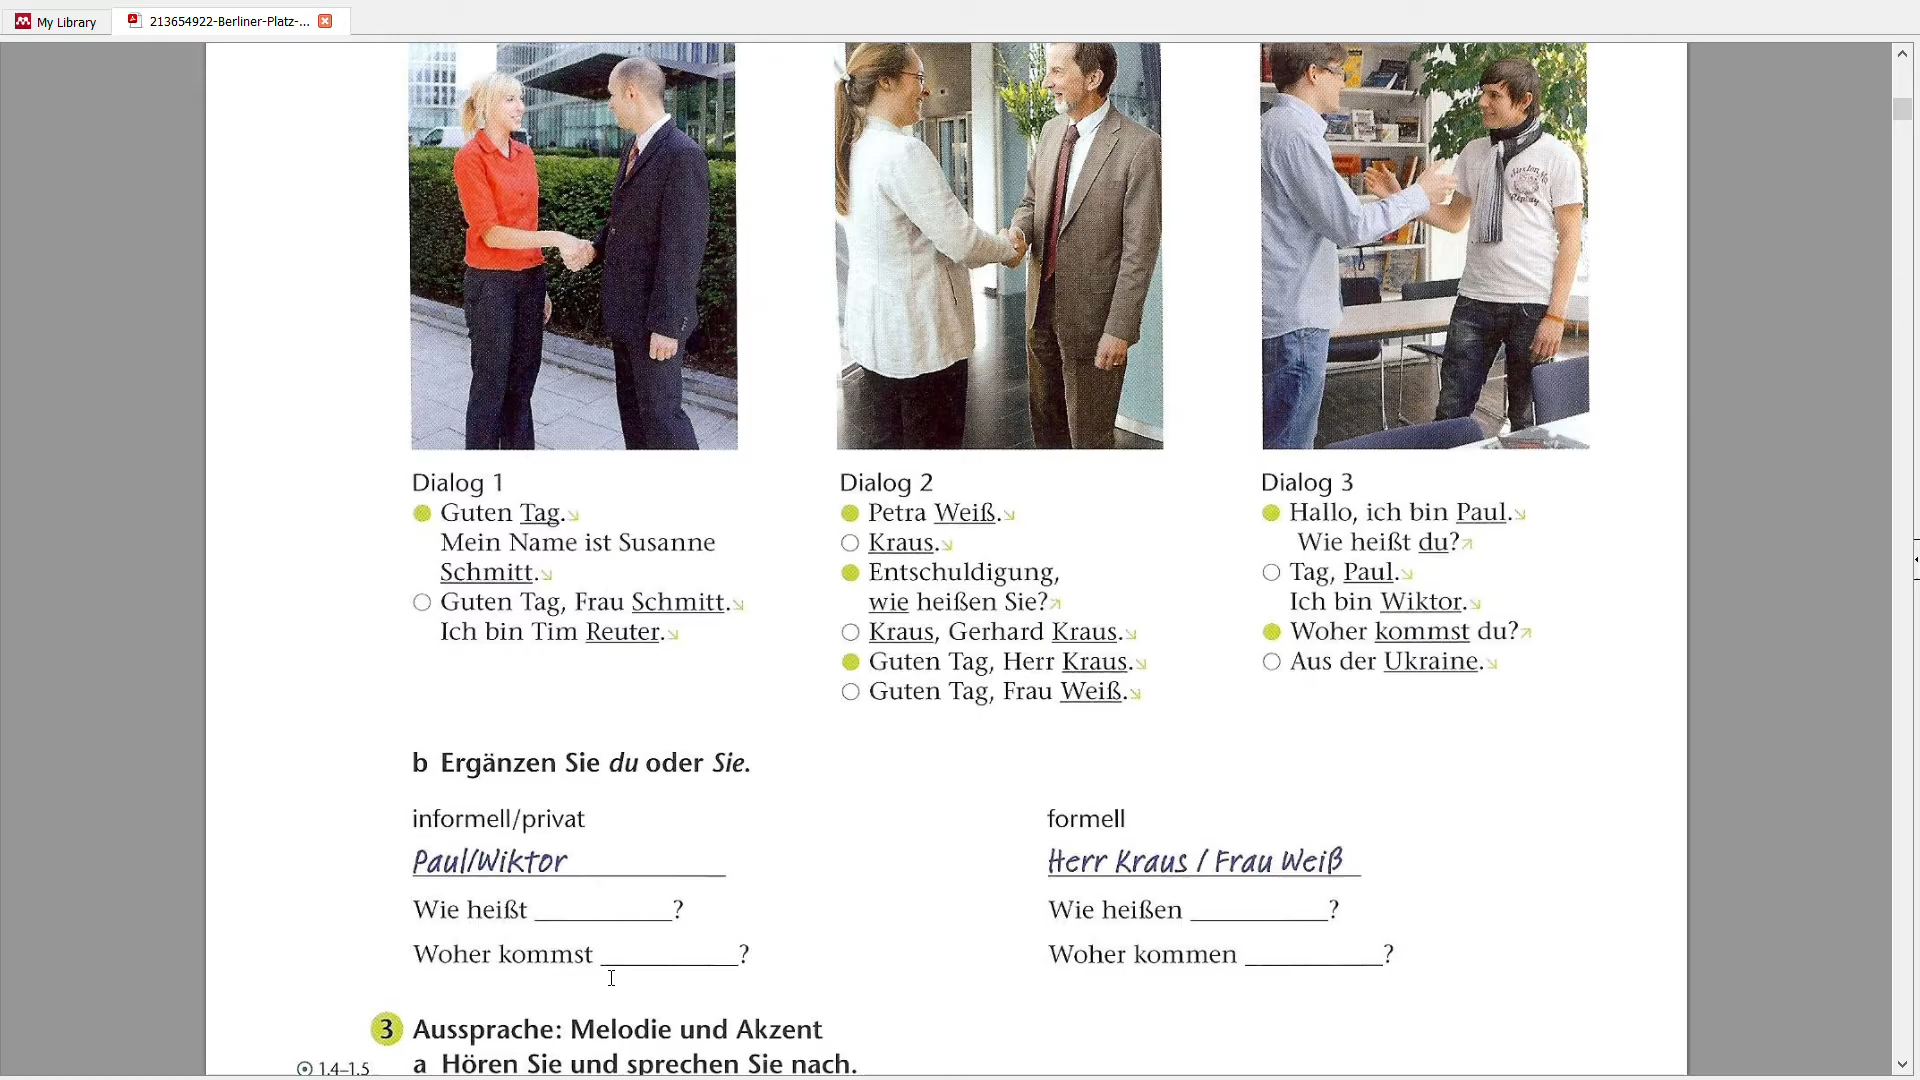 My Library
213654922-Berliner-Platz-...
Dialog 1
Guten Tag.
Mein Name ist Susanne
Schmitt.
Guten Tag, Frau Schmitt.
Ich bin Tim Reuter.
Dialog 2
Petra Weiß.
Kraus.
Entschuldigung,
wie heißen Sie?
Kraus, Gerhard Kraus.
Guten Tag, Herr Kraus.
Guten Tag, Frau Weiß.
Dialog 3
Hallo, ich bin Paul.
Wie heißt du?
Tag, Paul.
Ich bin Wiktor.
Woher kommst du?
Aus der Ukraine.
b Ergänzen Sie du oder Sie.
informell/privat
Paul/Wiktor
Wie heißt ___________?
Woher kommst ___________?
formell
Herr Kraus / Frau Weiß
Wie heißen ___________?
Woher kommen ___________?
3 Aussprache: Melodie und Akzent
1.4–1.5 a Hören Sie und sprechen Sie nach.